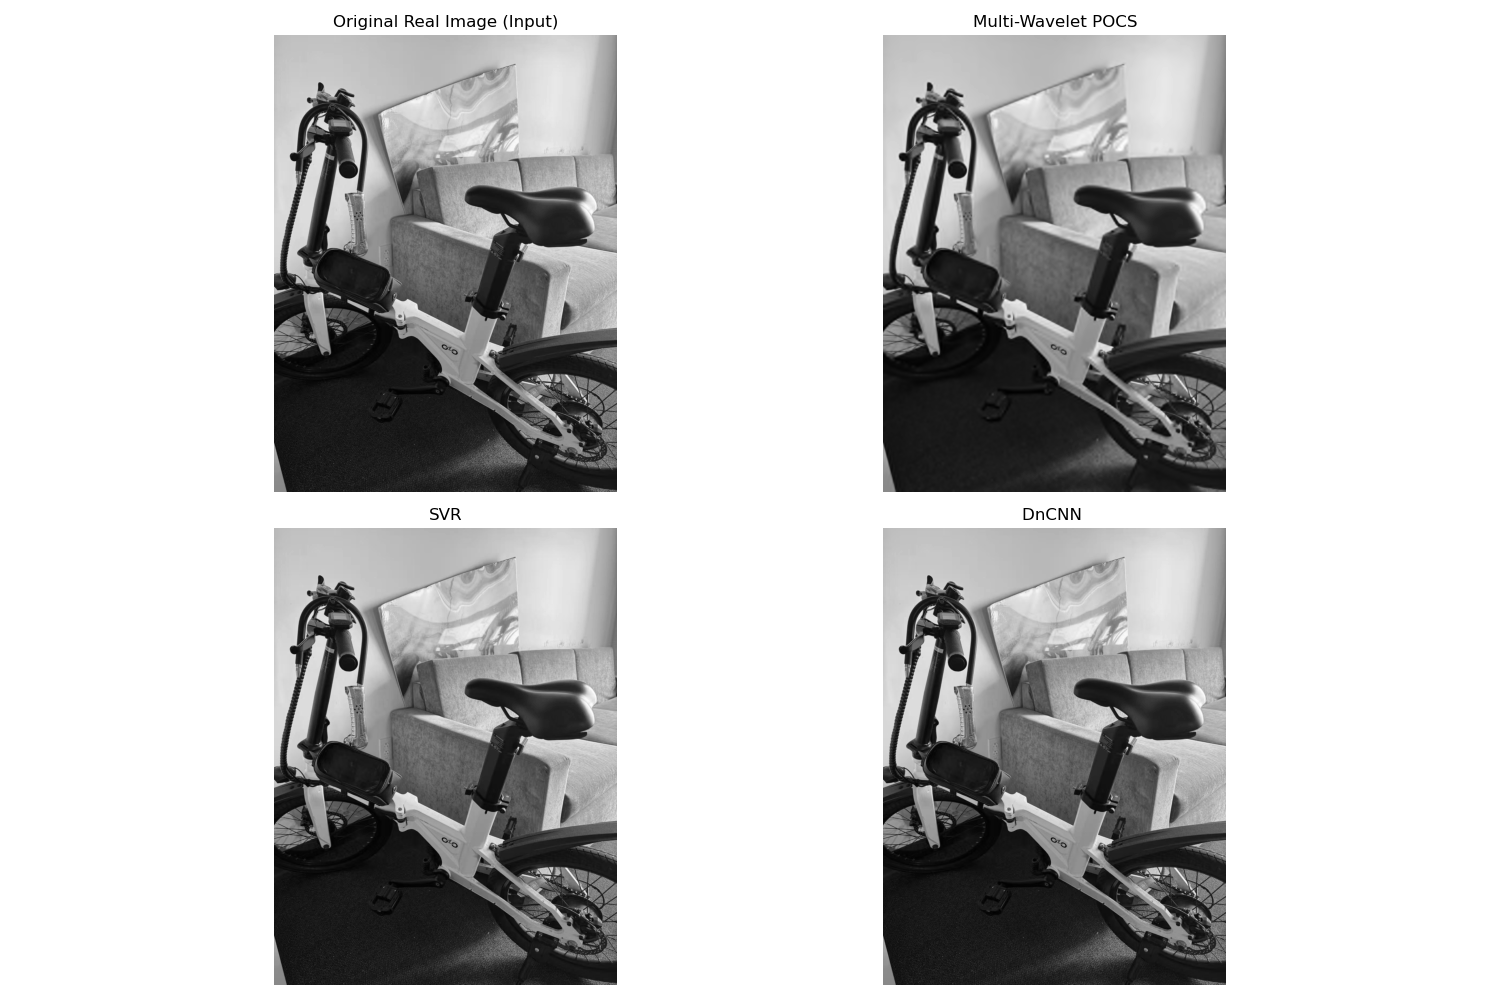 Original Real Image (Input)
Multi-Wavelet POCS
SVR
DnCNN